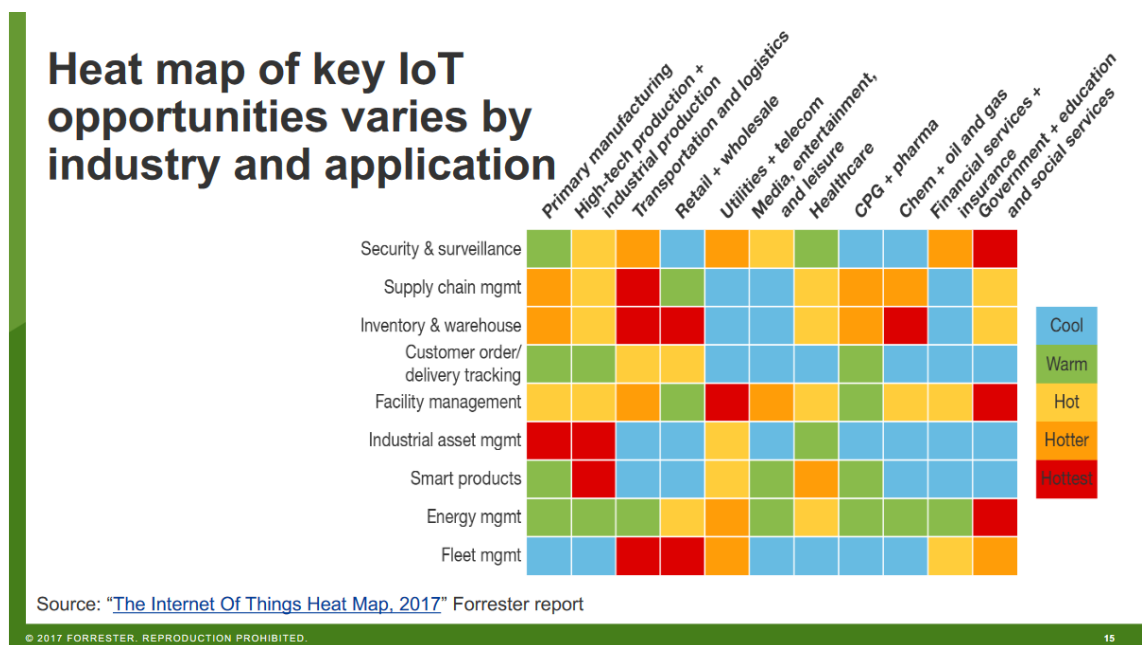 Heat map of key IoT
opportunities varies by
industry and application
Primary manufacturing
High-tech production +
industrial production
Transportation and logistics
Retail + wholesale
Utilities + telecom
Media, entertainment,
and leisure
Healthcare
CPG + pharma
Chem + oil and gas
Financial services +
insurance
Government + education
and social services
Security & surveillance
Supply chain mgmt
Inventory & warehouse
Customer order/
delivery tracking
Facility management
Industrial asset mgmt
Smart products
Energy mgmt
Fleet mgmt
Cool
Warm
Hot
Hotter
Hottest
Source: “The Internet Of Things Heat Map, 2017” Forrester report
© 2017 FORRESTER. REPRODUCTION PROHIBITED.
15